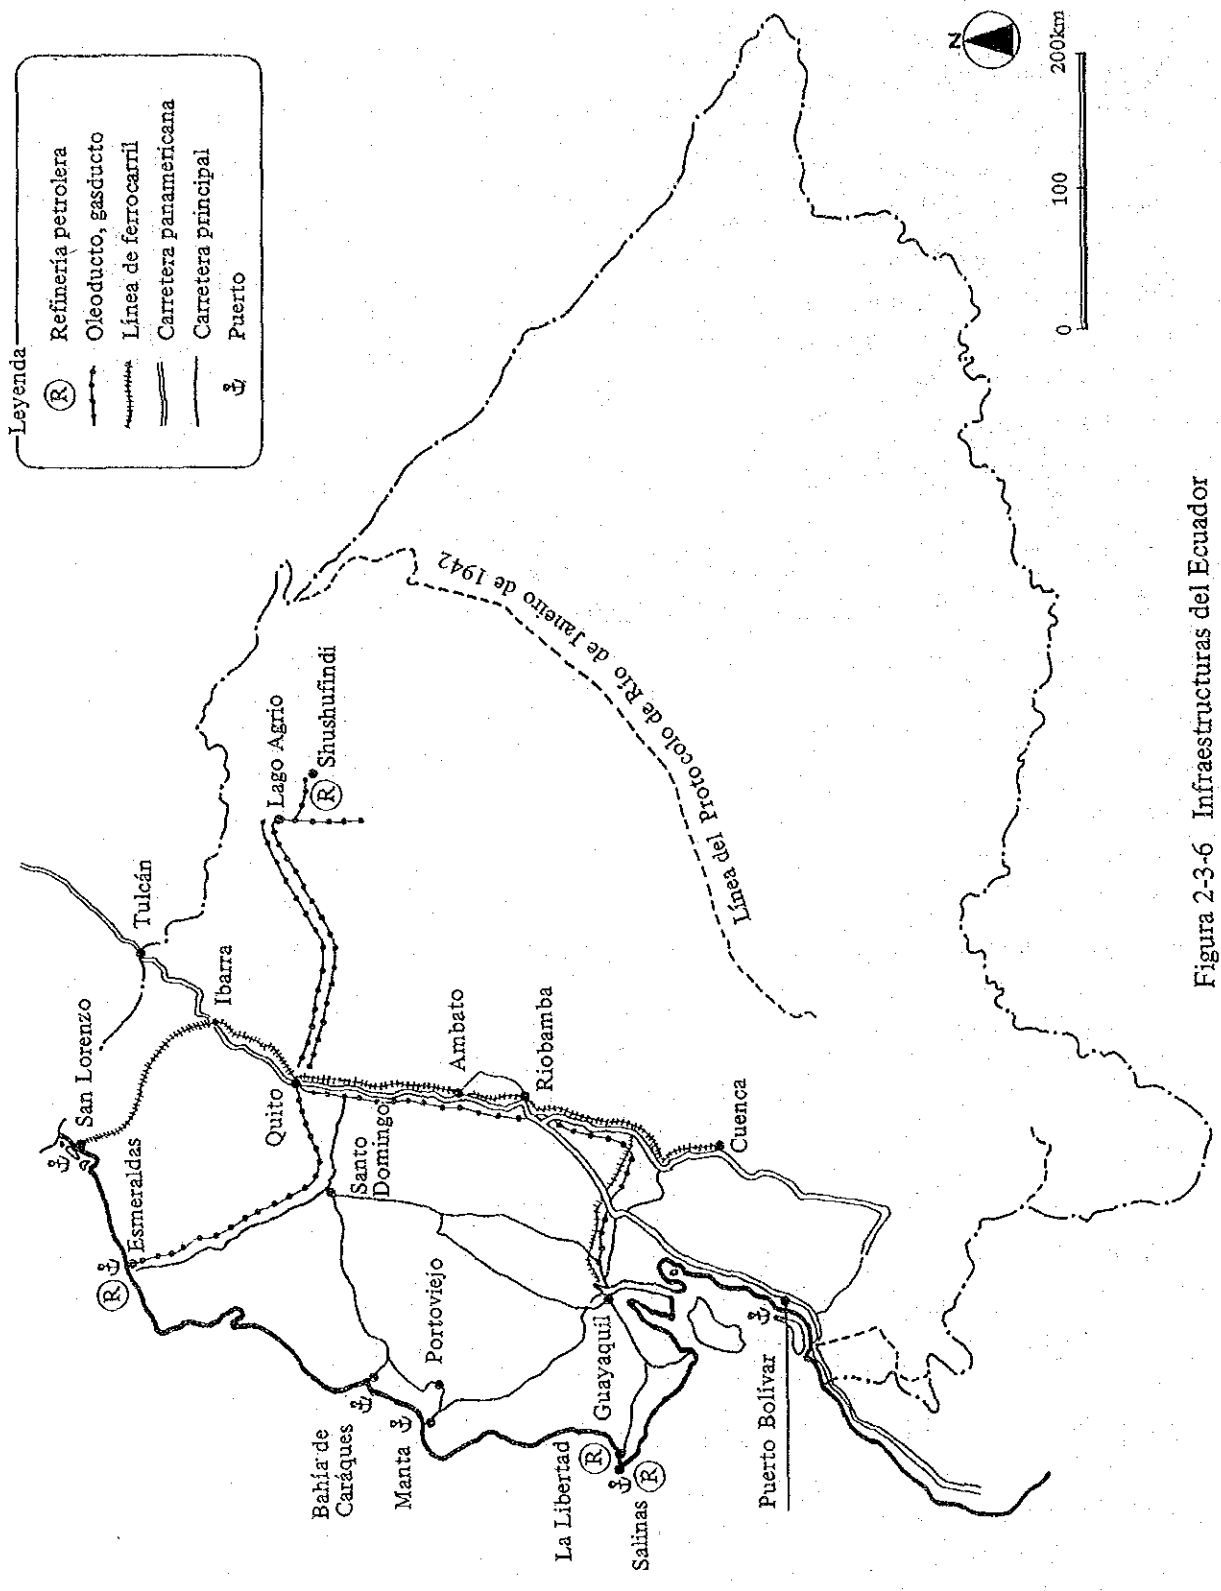 Leyenda
R Refinería petrolera
Oleoducto, gasducto
Línea de ferrocarril
Carretera panamericana
Carretera principal
Puerto
N
0 100 200km
San Lorenzo
Tulcán
Esmeraldas
R
Ibarra
Quito
Lago Agrio
R
Shushufindi
Santo
Domingo
Bahía de
Caráques
Manta
Portoviejo
Ambato
Riobamba
La Libertad
R
Salinas
R
Guayaquil
Cuenca
Puerto Bolívar
Línea del Protocolo de Río de Janeiro de 1942
Figura 2-3-6 Infraestructuras del Ecuador